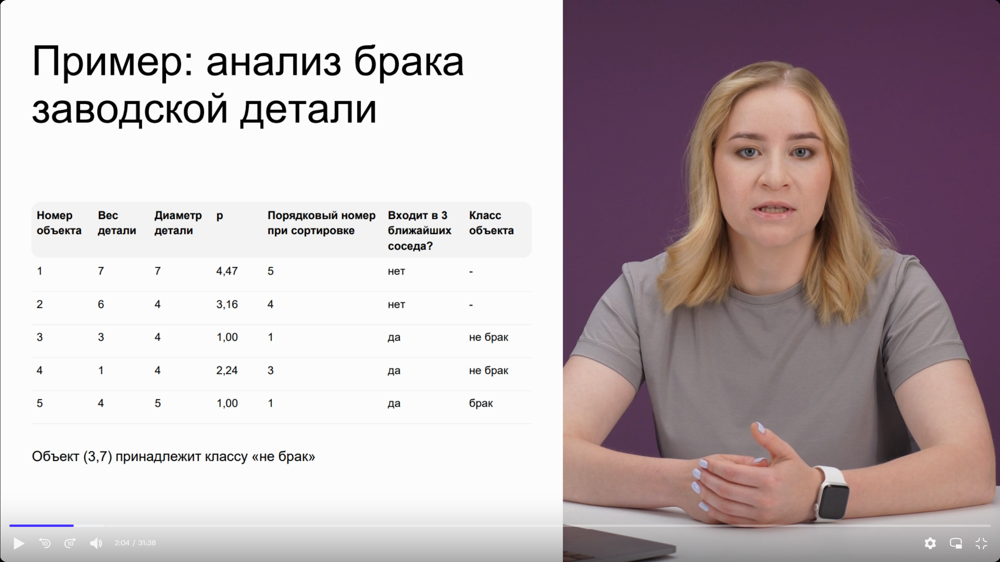 Пример: анализ брака
заводской детали
Номер объекта Вес детали Диаметр детали p Порядковый номер при сортировке Входит в 3 ближайших соседа? Класс объекта
1 7 7 4,47 5 нет -
2 6 4 3,16 4 нет -
3 3 4 1,00 1 да не брак
4 1 4 2,24 3 да не брак
5 4 5 1,00 1 да брак
Объект (3,7) принадлежит классу «не брак»
10 10 2:04 / 31:38